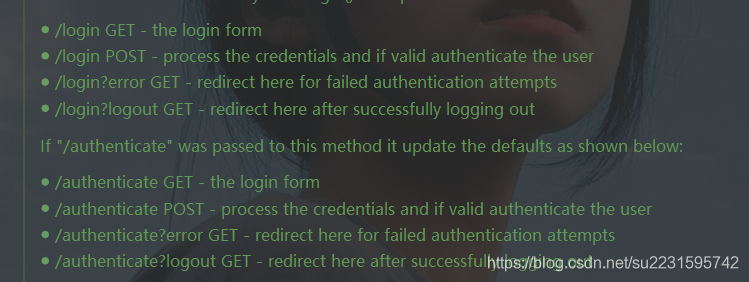 • /login GET - the login form
• /login POST - process the credentials and if valid authenticate the user
• /login?error GET - redirect here for failed authentication attempts
• /login?logout GET - redirect here after successfully logging out
If "/authenticate" was passed to this method it update the defaults as shown below:
• /authenticate GET - the login form
• /authenticate POST - process the credentials and if valid authenticate the user
• /authenticate?error GET - redirect here for failed authentication attempts
• /authenticate?logout GET - redirect here after successfully logging out
https://blog.csdn.net/su2231595742